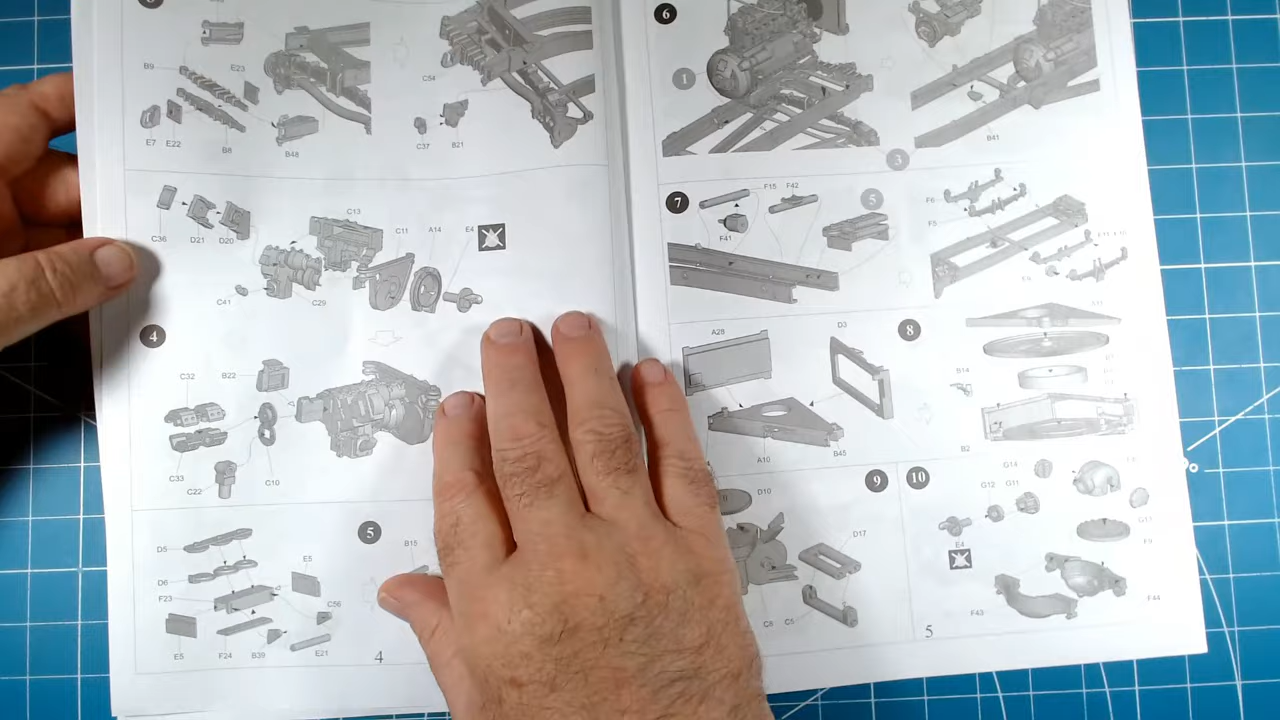 B9
E23
E7
E22
B8
B48
C54
C37
B21
C36
D21
D20
C13
C11
A14
E4
C41
C29
4
C32
B22
C33
C22
C10
5
D5
D6
E5
F23
C56
E5
F24
B39
E21
B15
4
6
1
3
B41
7
F15
F42
5
F41
F6
F5
8
A28
D3
B14
A10
B45
B2
9
D10
D17
C8
C5
10
G14
G12
G11
E4
F9
F43
F44
5